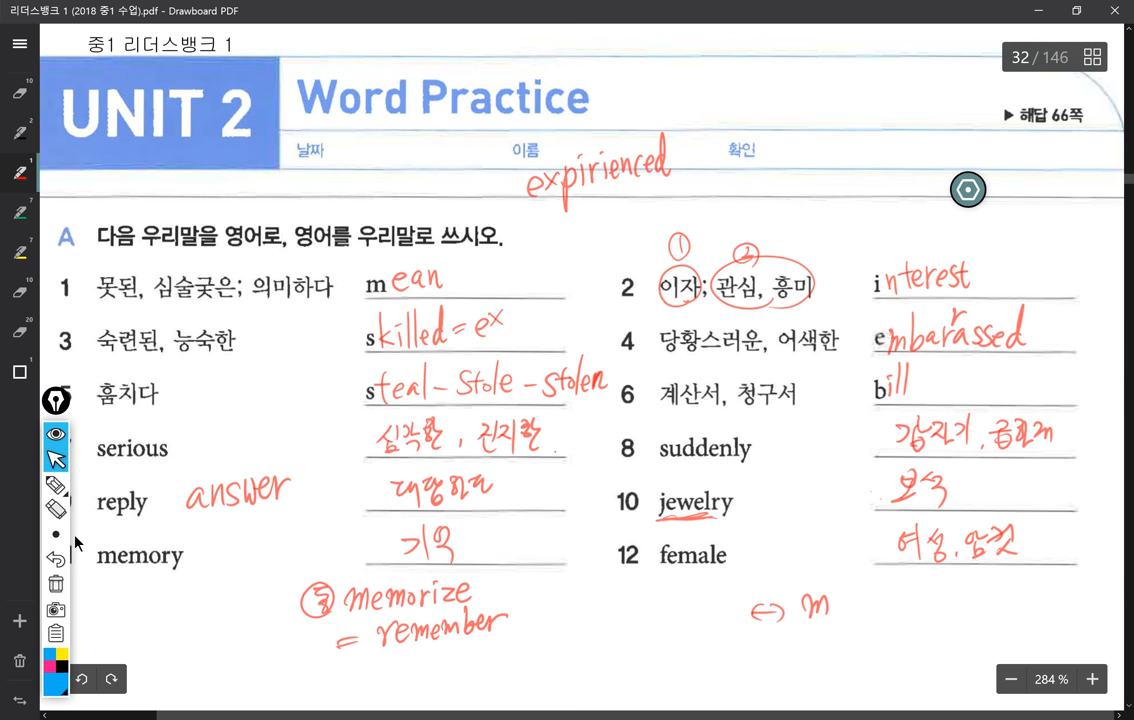 리더스뱅크 1 (2018 중1 수업).pdf - Drawboard PDF
중1 리더스뱅크 1
32 / 146
UNIT 2 Word Practice
▶ 해답 66쪽
날짜 이름 확인
expirienced
A 다음 우리말을 영어로, 영어를 우리말로 쓰시오.
① ②
1 못된, 심술궂은; 의미하다 mean
2 이자; 관심, 흥미 interest
3 숙련된, 능숙한 skilled = ex
4 당황스러운, 어색한 embarrassed
훔치다 steal - stole - stolen
6 계산서, 청구서 bill
serious 심각한, 진지한
8 suddenly 갑자기, 급하게
reply answer 대답하다
10 jewelry 보석
memory 기억
12 female 여성, 암컷
동 memorize
= remember
↔ m
284 %